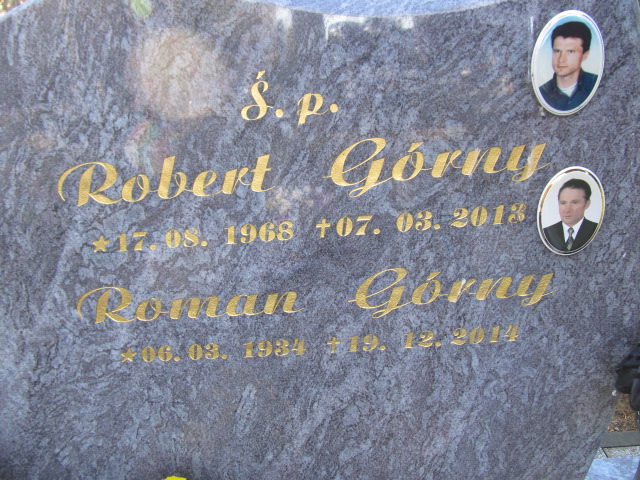 Ś. p.
Robert Górny
★17. 08. 1968 ✝07. 03. 2013
Roman Górny
★06. 03. 1934 ✝19. 12. 2014